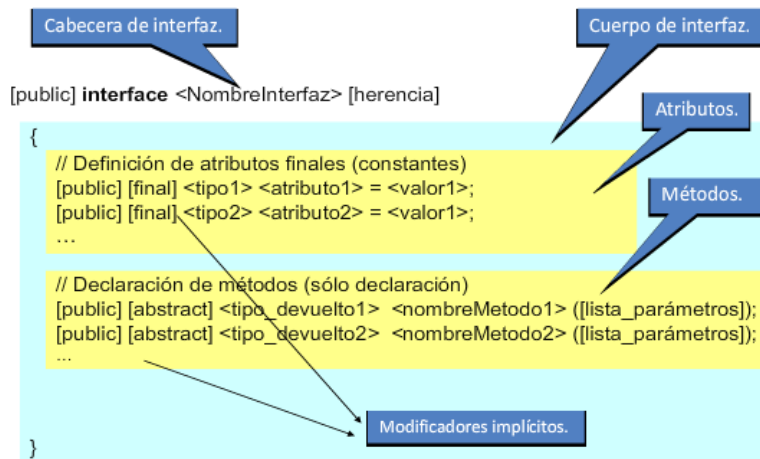 Cabecera de interfaz.
Cuerpo de interfaz.
[public] interface <NombreInterfaz> [herencia]
Atributos.
{
// Definición de atributos finales (constantes)
[public] [final] <tipo1> <atributo1> = <valor1>;
[public] [final] <tipo2> <atributo2> = <valor1>;
…
Métodos.
// Declaración de métodos (sólo declaración)
[public] [abstract] <tipo_devuelto1> <nombreMetodo1> ([lista_parámetros]);
[public] [abstract] <tipo_devuelto2> <nombreMetodo2> ([lista_parámetros]);
...
Modificadores implícitos.
}